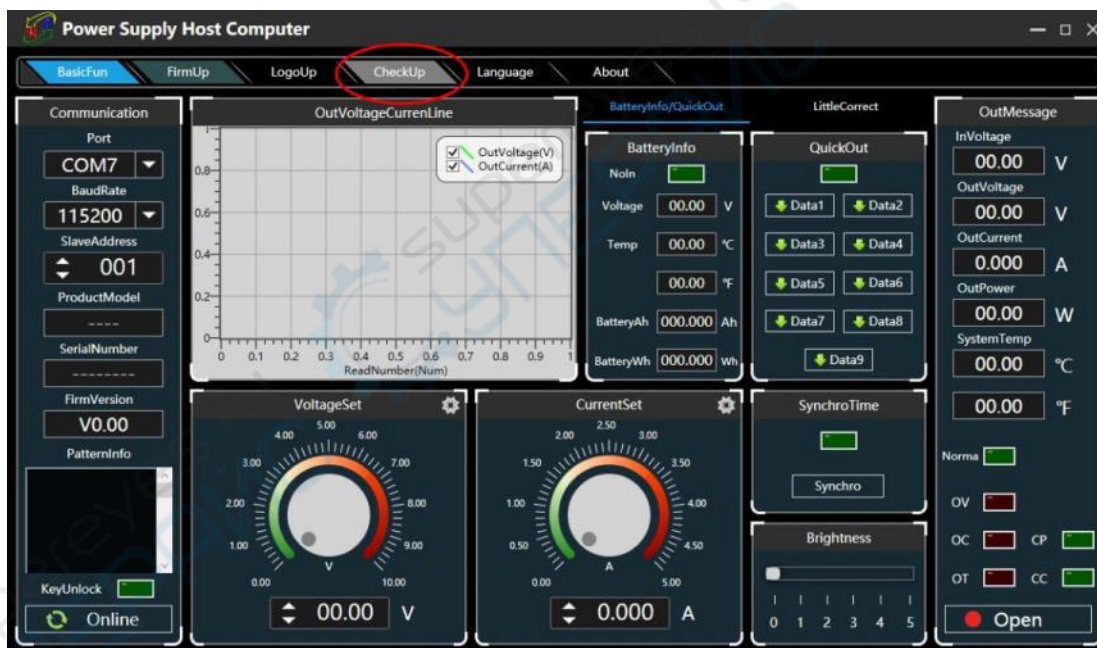 Power Supply Host Computer
BasicFun FirmUp LogoUp CheckUp Language About
Communication
Port
COM7
BaudRate
115200
SlaveAddress
001
ProductModel
----
SerialNumber
--------
FirmVersion
V0.00
PatternInfo
KeyUnlock
Online
OutVoltageCurrenLine
OutVoltage(V)
OutCurrent(A)
1
0.8
0.6
0.4
0.2
0
0 0.1 0.2 0.3 0.4 0.5 0.6 0.7 0.8 0.9 1
ReadNumber(Num)
VoltageSet
0.00 1.00 2.00 3.00 4.00 5.00 6.00 7.00 8.00 9.00 10.00
V
00.00 V
CurrentSet
0.00 0.50 1.00 1.50 2.00 2.50 3.00 3.50 4.00 4.50 5.00
A
0.000 A
BatteryInfo/QuickOut LittleCorrect
BatteryInfo
NoIn
Voltage 00.00 V
Temp 00.00 ℃
00.00 ℉
BatteryAh 000.000 Ah
BatteryWh 000.000 Wh
QuickOut
Data1 Data2
Data3 Data4
Data5 Data6
Data7 Data8
Data9
SynchroTime
Synchro
Brightness
0 1 2 3 4 5
OutMessage
InVoltage
00.00 V
OutVoltage
00.00 V
OutCurrent
0.000 A
OutPower
00.00 W
SystemTemp
00.00 ℃
00.00 ℉
Norma
OV
OC CP
OT CC
Open